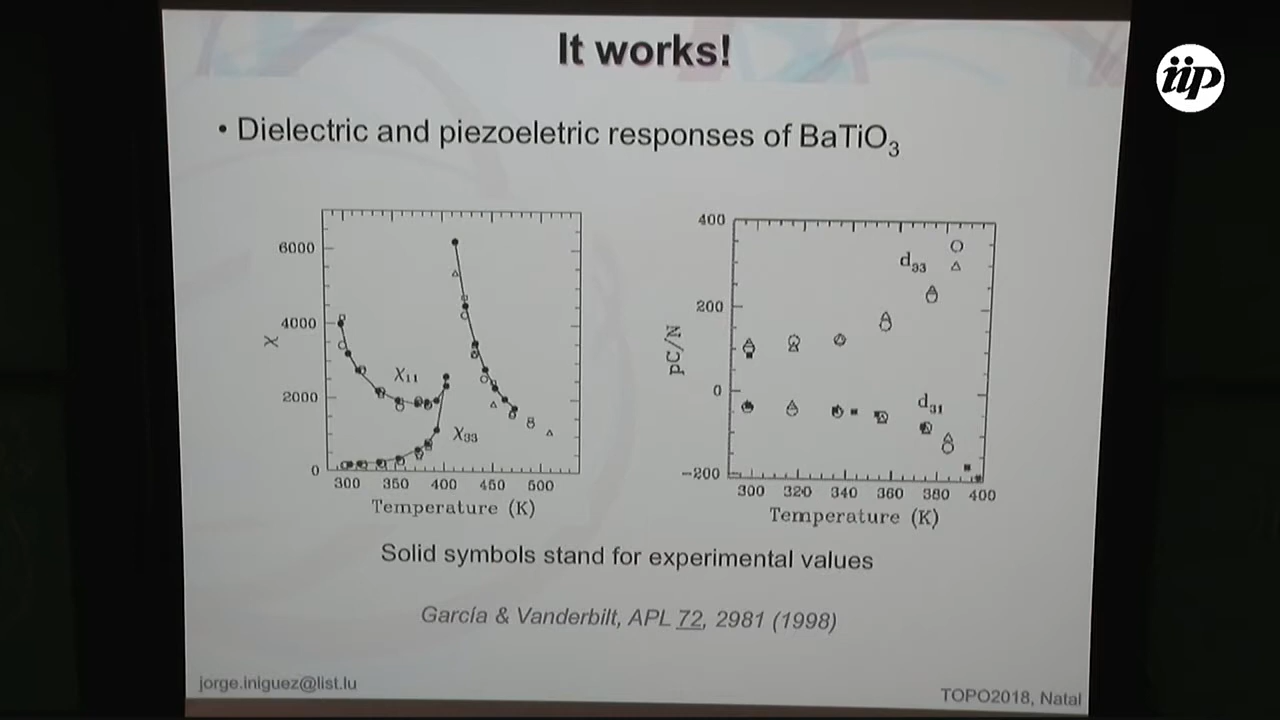 It works!
iip
• Dielectric and piezoeletric responses of BaTiO3
6000
4000
2000
0
χ
χ11
χ33
300 350 400 450 500
Temperature (K)
400
200
0
−200
pC/N
d33
d31
300 320 340 360 380 400
Temperature (K)
Solid symbols stand for experimental values
García & Vanderbilt, APL 72, 2981 (1998)
jorge.iniguez@list.lu
TOPO2018, Natal